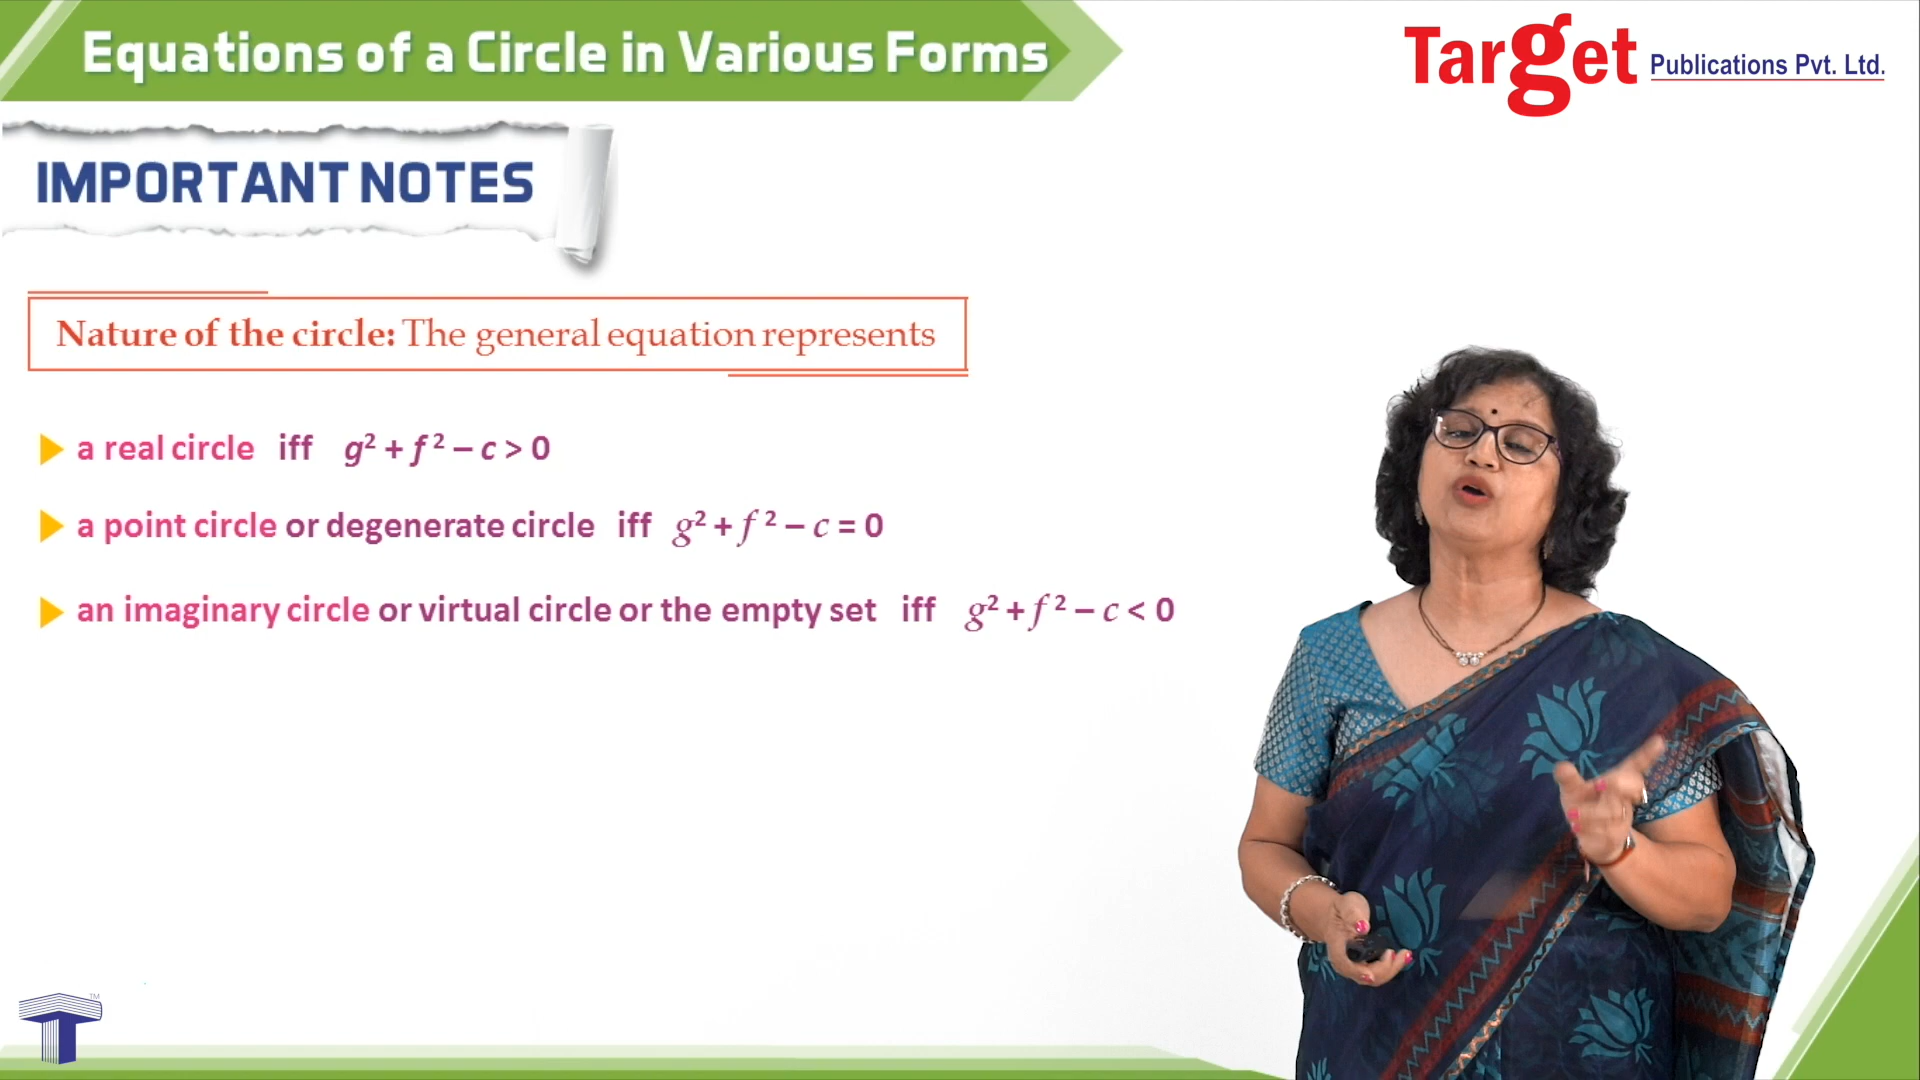 Equations of a Circle in Various Forms
Target Publications Pvt. Ltd.
IMPORTANT NOTES
Nature of the circle: The general equation represents
a real circle iff g² + f² – c > 0
a point circle or degenerate circle iff g² + f² – c = 0
an imaginary circle or virtual circle or the empty set iff g² + f² – c < 0
T
TM